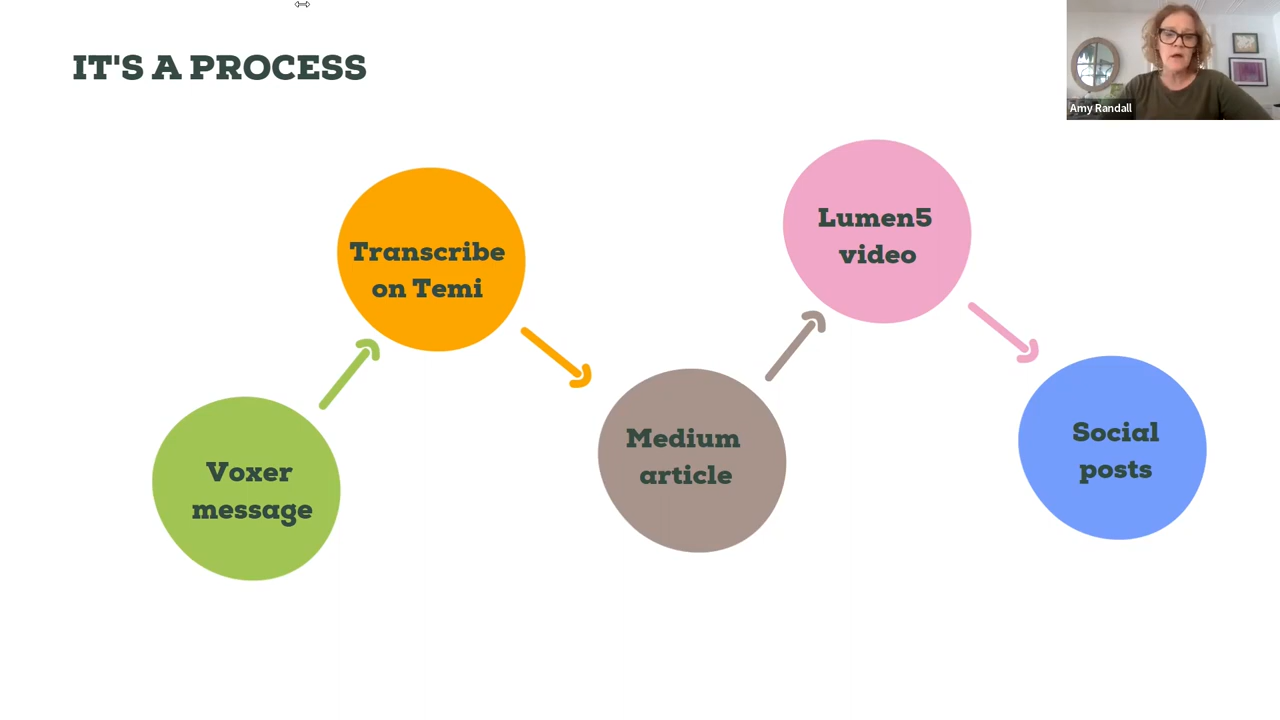 IT'S A PROCESS
Amy Randall
Voxer
message
Transcribe
on Temi
Medium
article
Lumen5
video
Social
posts